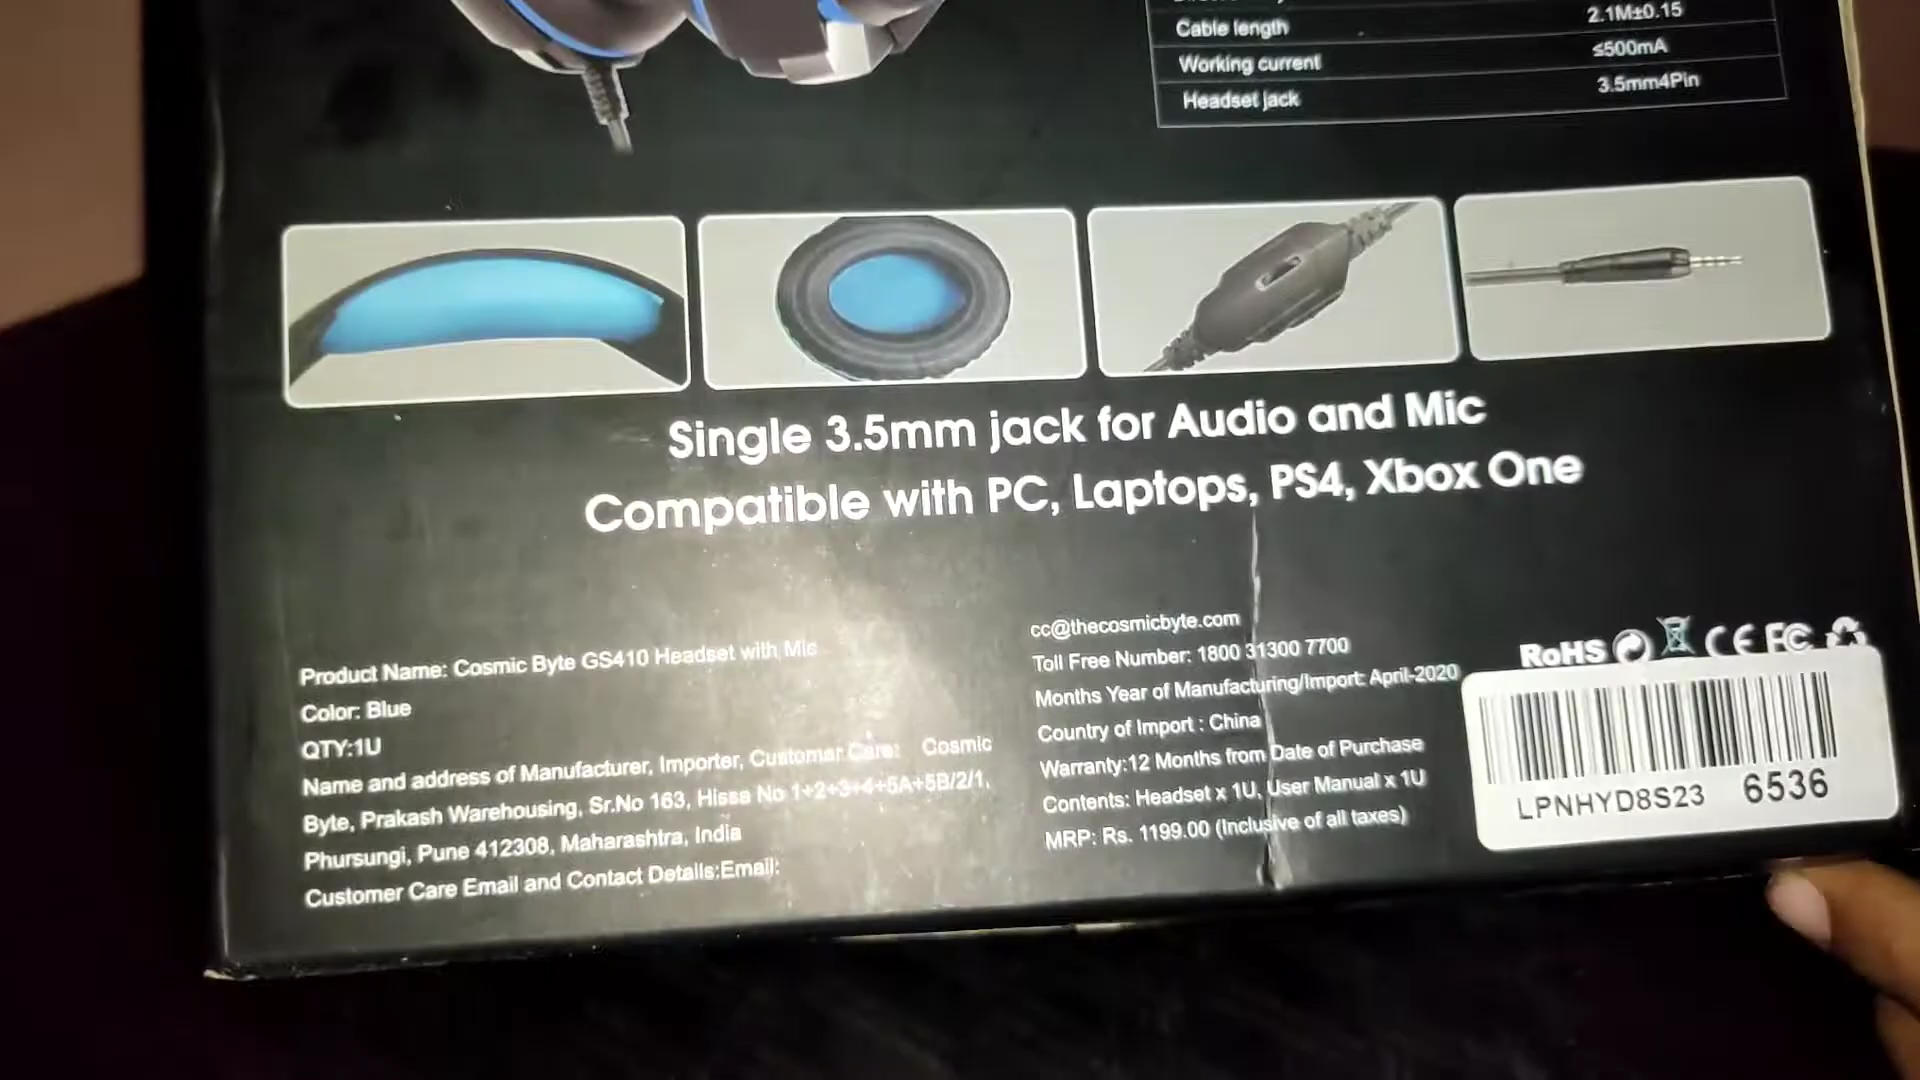 Cable length 2.1M±0.15
Working current ≤500mA
Headset jack 3.5mm4Pin
Single 3.5mm jack for Audio and Mic
Compatible with PC, Laptops, PS4, Xbox One
Product Name: Cosmic Byte GS410 Headset with Mic
Color: Blue
QTY:1U
Name and address of Manufacturer, Importer, Customar Care: Cosmic
Byte, Prakash Warehousing, Sr.No 163, Hissa No 1+2+3+4+5A+5B/2/1,
Phursungi, Pune 412308, Maharashtra, India
Customer Care Email and Contact Details:Email:
cc@thecosmicbyte.com
Toll Free Number: 1800 31300 7700
Months Year of Manufacturing/Import: April-2020
Country of Import : China
Warranty:12 Months from Date of Purchase
Contents: Headset x 1U, User Manual x 1U
MRP: Rs. 1199.00 (Inclusive of all taxes)
RoHS CE FC
LPNHYD8S23 6536